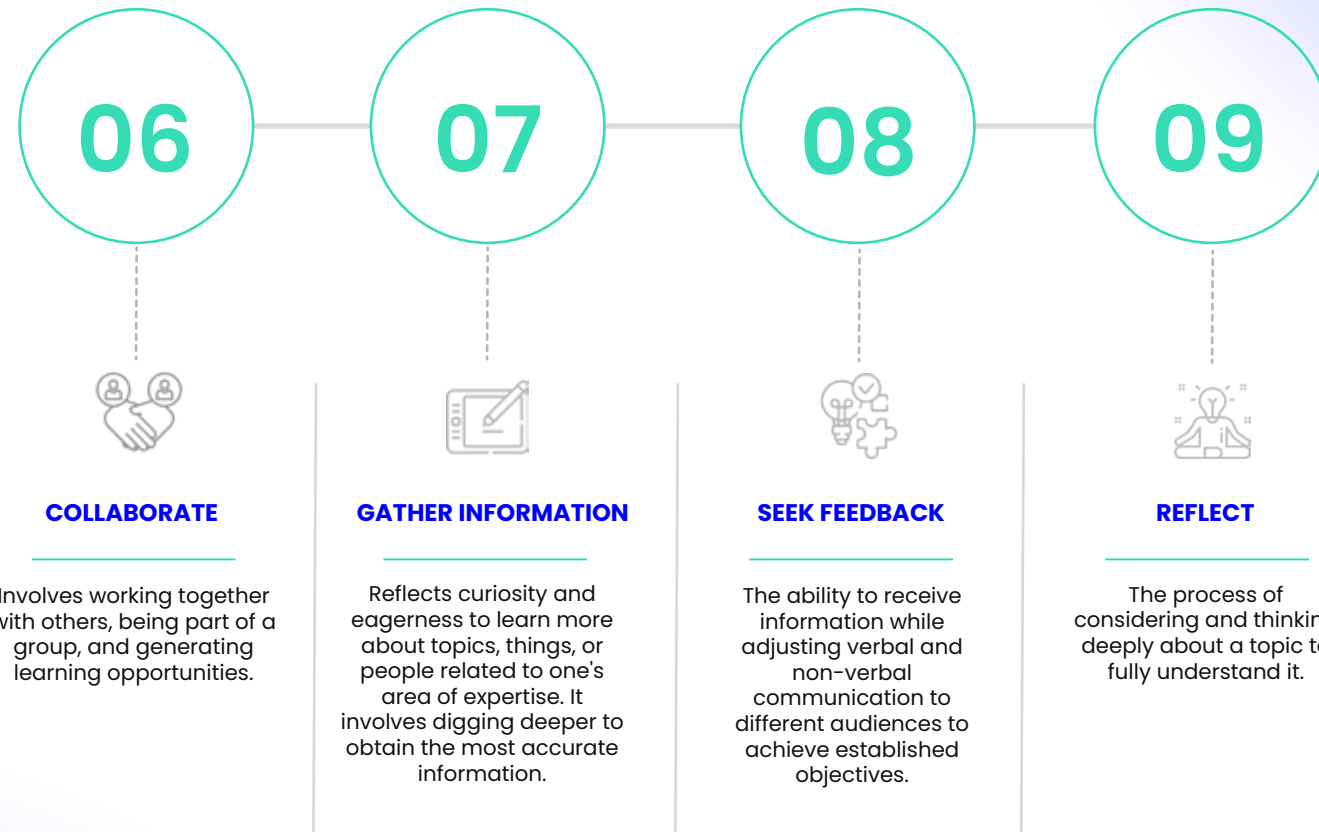 06
07
08
09
COLLABORATE
Involves working together
with others, being part of a
group, and generating
learning opportunities.
GATHER INFORMATION
Reflects curiosity and
eagerness to learn more
about topics, things, or
people related to one's
area of expertise. It
involves digging deeper to
obtain the most accurate
information.
SEEK FEEDBACK
The ability to receive
information while
adjusting verbal and
non-verbal
communication to
different audiences to
achieve established
objectives.
REFLECT
The process of
considering and thinkin
deeply about a topic t
fully understand it.